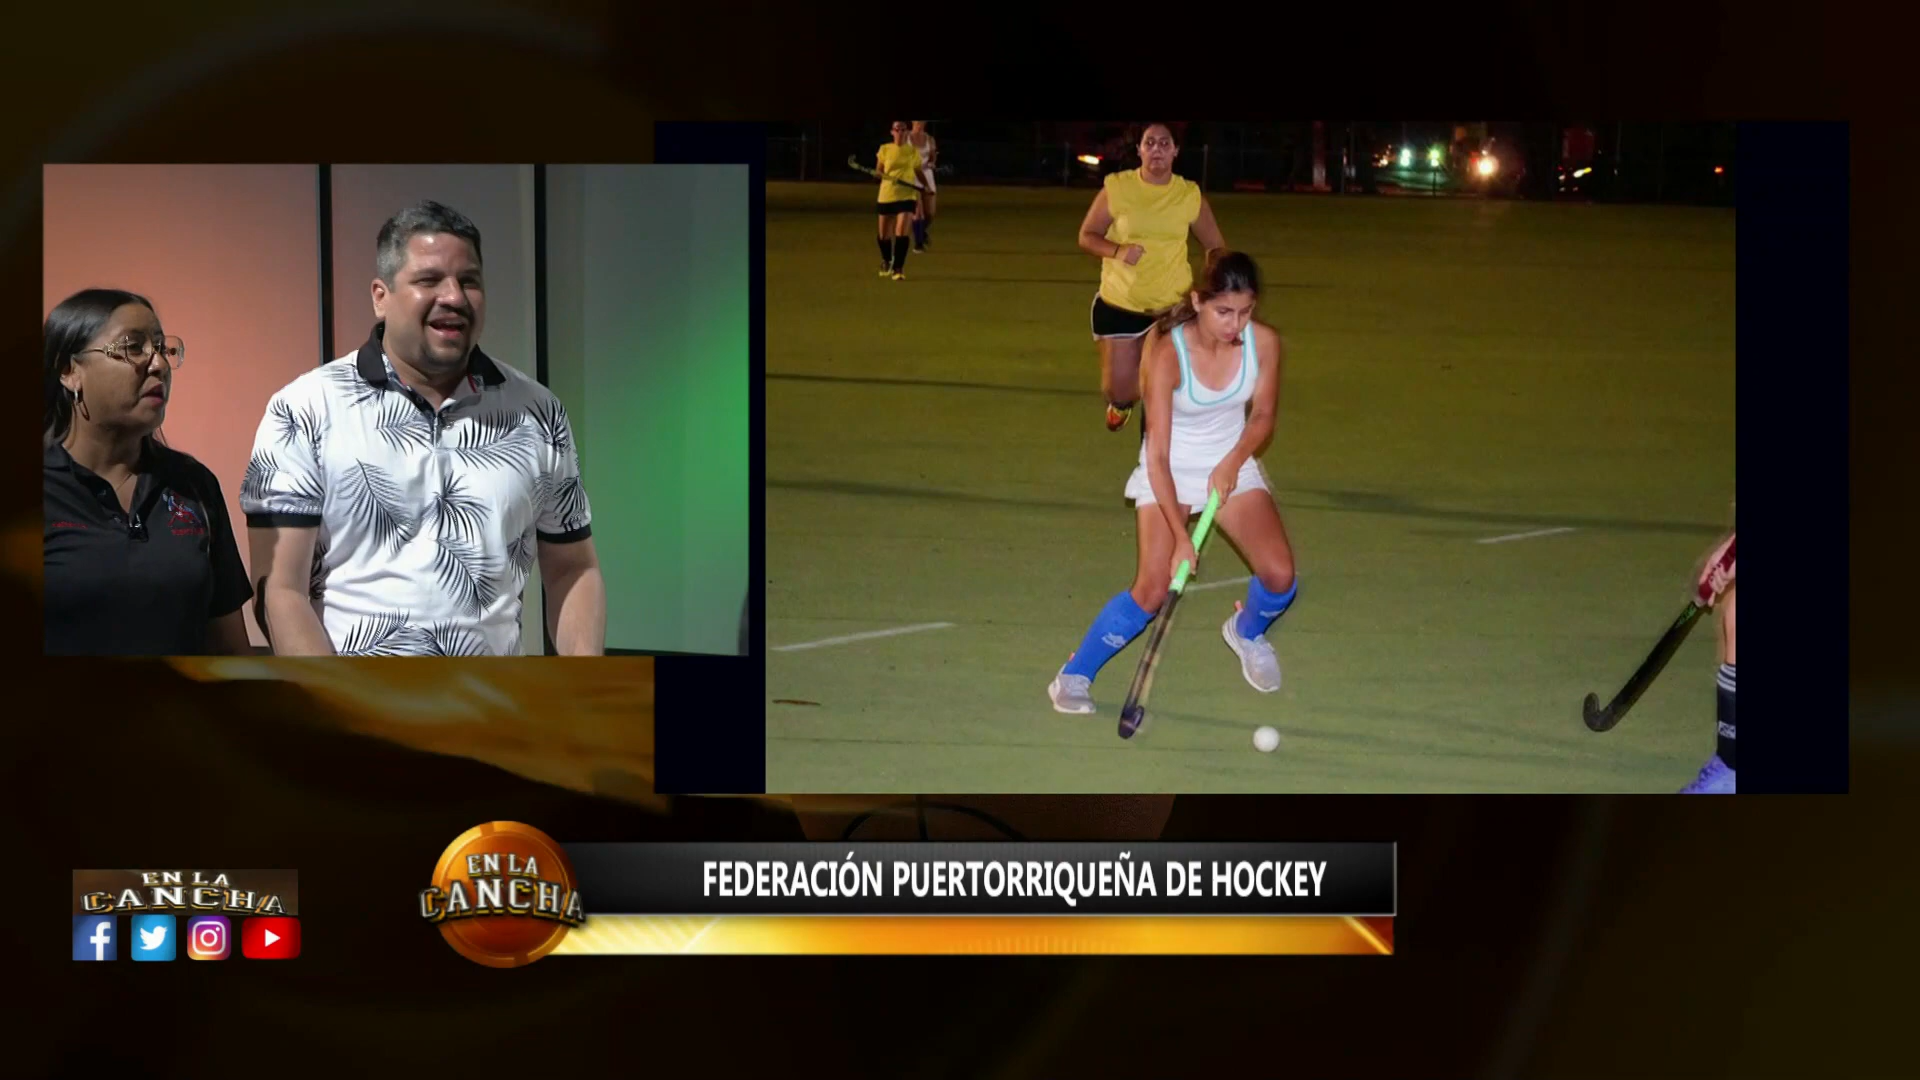 EN LA
CANCHA
FEDERACIÓN PUERTORRIQUEÑA DE HOCKEY
EN LA
CANCHA